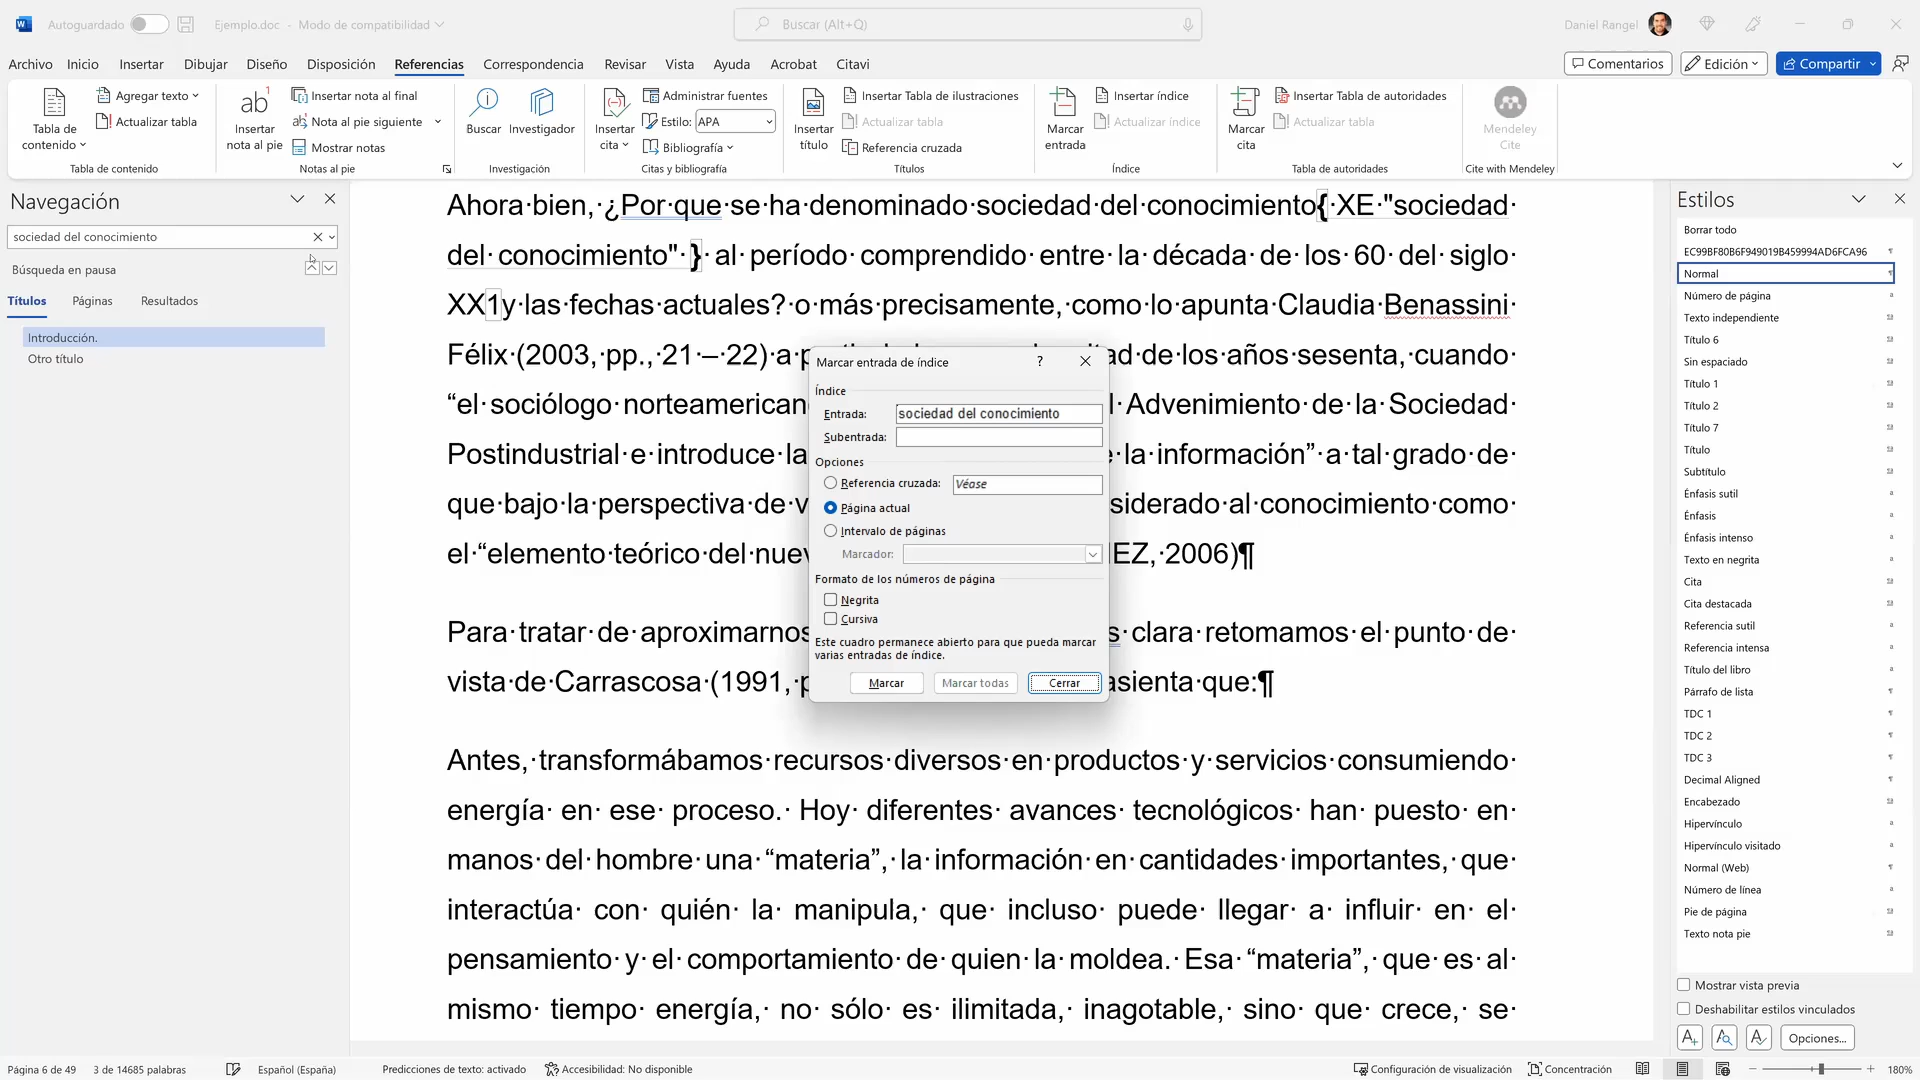 Autoguardado
Ejemplo.doc - Modo de compatibilidad
Buscar (Alt+Q)
Daniel Rangel
Archivo Inicio Insertar Dibujar Diseño Disposición Referencias Correspondencia Revisar Vista Ayuda Acrobat Citavi
Comentarios Edición Compartir
Tabla de contenido
Agregar texto
Actualizar tabla
Tabla de contenido
ab1
Insertar nota al pie
Insertar nota al final
Nota al pie siguiente
Mostrar notas
Notas al pie
Buscar
Investigador
Investigación
Insertar cita
Administrar fuentes
Estilo: APA
Bibliografía
Citas y bibliografía
Insertar título
Insertar Tabla de ilustraciones
Actualizar tabla
Referencia cruzada
Títulos
Marcar entrada
Insertar índice
Actualizar índice
Índice
Marcar cita
Insertar Tabla de autoridades
Actualizar tabla
Tabla de autoridades
Mendeley Cite
Cite with Mendeley
Navegación
sociedad del conocimiento
Búsqueda en pausa
Títulos Páginas Resultados
Introducción.
Otro título
Ahora·bien,·¿Por·que·se·ha·denominado·sociedad·del·conocimiento{·XE·"sociedad·
del·conocimiento"·}·al·período·comprendido·entre·la·década·de·los·60·del·siglo·
XX1y·las·fechas·actuales?·o·más·precisamente,·como·lo·apunta·Claudia·Benassini·
Félix·(2003,·pp.,·21·–·22)·a·p
de·los·años·sesenta,·cuando·
“el·sociólogo·norteamerican
Advenimiento·de·la·Sociedad·
Postindustrial·e·introduce·la
la·información”·a·tal·grado·de·
que·bajo·la·perspectiva·de·v
siderado·al·conocimiento·como·
el·“elemento·teórico·del·nuev
EZ,·2006)¶
Para·tratar·de·aproximarnos
s·clara·retomamos·el·punto·de·
vista·de·Carrascosa·(1991,·p
asienta·que:¶
Antes,·transformábamos·recursos·diversos·en·productos·y·servicios·consumiendo·
energía·en·ese·proceso.·Hoy·diferentes·avances·tecnológicos·han·puesto·en·
manos·del·hombre·una·“materia”,·la·información·en·cantidades·importantes,·que·
interactúa·con·quién·la·manipula,·que·incluso·puede·llegar·a·influir·en·el·
pensamiento·y·el·comportamiento·de·quien·la·moldea.·Esa·“materia”,·que·es·al·
mismo·tiempo·energía,·no·sólo·es·ilimitada,·inagotable,·sino·que·crece,·se·
Marcar entrada de índice ?
Índice
Entrada: sociedad del conocimiento
Subentrada:
Opciones
Referencia cruzada: Véase
Página actual
Intervalo de páginas
Marcador:
Formato de los números de página
Negrita
Cursiva
Este cuadro permanece abierto para que pueda marcar
varias entradas de índice.
Marcar Marcar todas Cerrar
Estilos
Borrar todo
EC99BF80B6F949019B459994AD6FCA96 ¶
Normal ¶
Número de página a
Texto independiente
Título 6
Sin espaciado
Título 1
Título 2
Título 7
Título
Subtítulo
Énfasis sutil a
Énfasis a
Énfasis intenso a
Texto en negrita a
Cita
Cita destacada
Referencia sutil a
Referencia intensa a
Título del libro a
Párrafo de lista ¶
TDC 1 ¶
TDC 2 ¶
TDC 3 ¶
Decimal Aligned ¶
Encabezado
Hipervínculo a
Hipervínculo visitado a
Normal (Web) ¶
Número de línea a
Pie de página
Texto nota pie
Mostrar vista previa
Deshabilitar estilos vinculados
Opciones...
Página 6 de 49 3 de 14685 palabras Español (España) Predicciones de texto: activado Accesibilidad: No disponible Configuración de visualización Concentración 180%